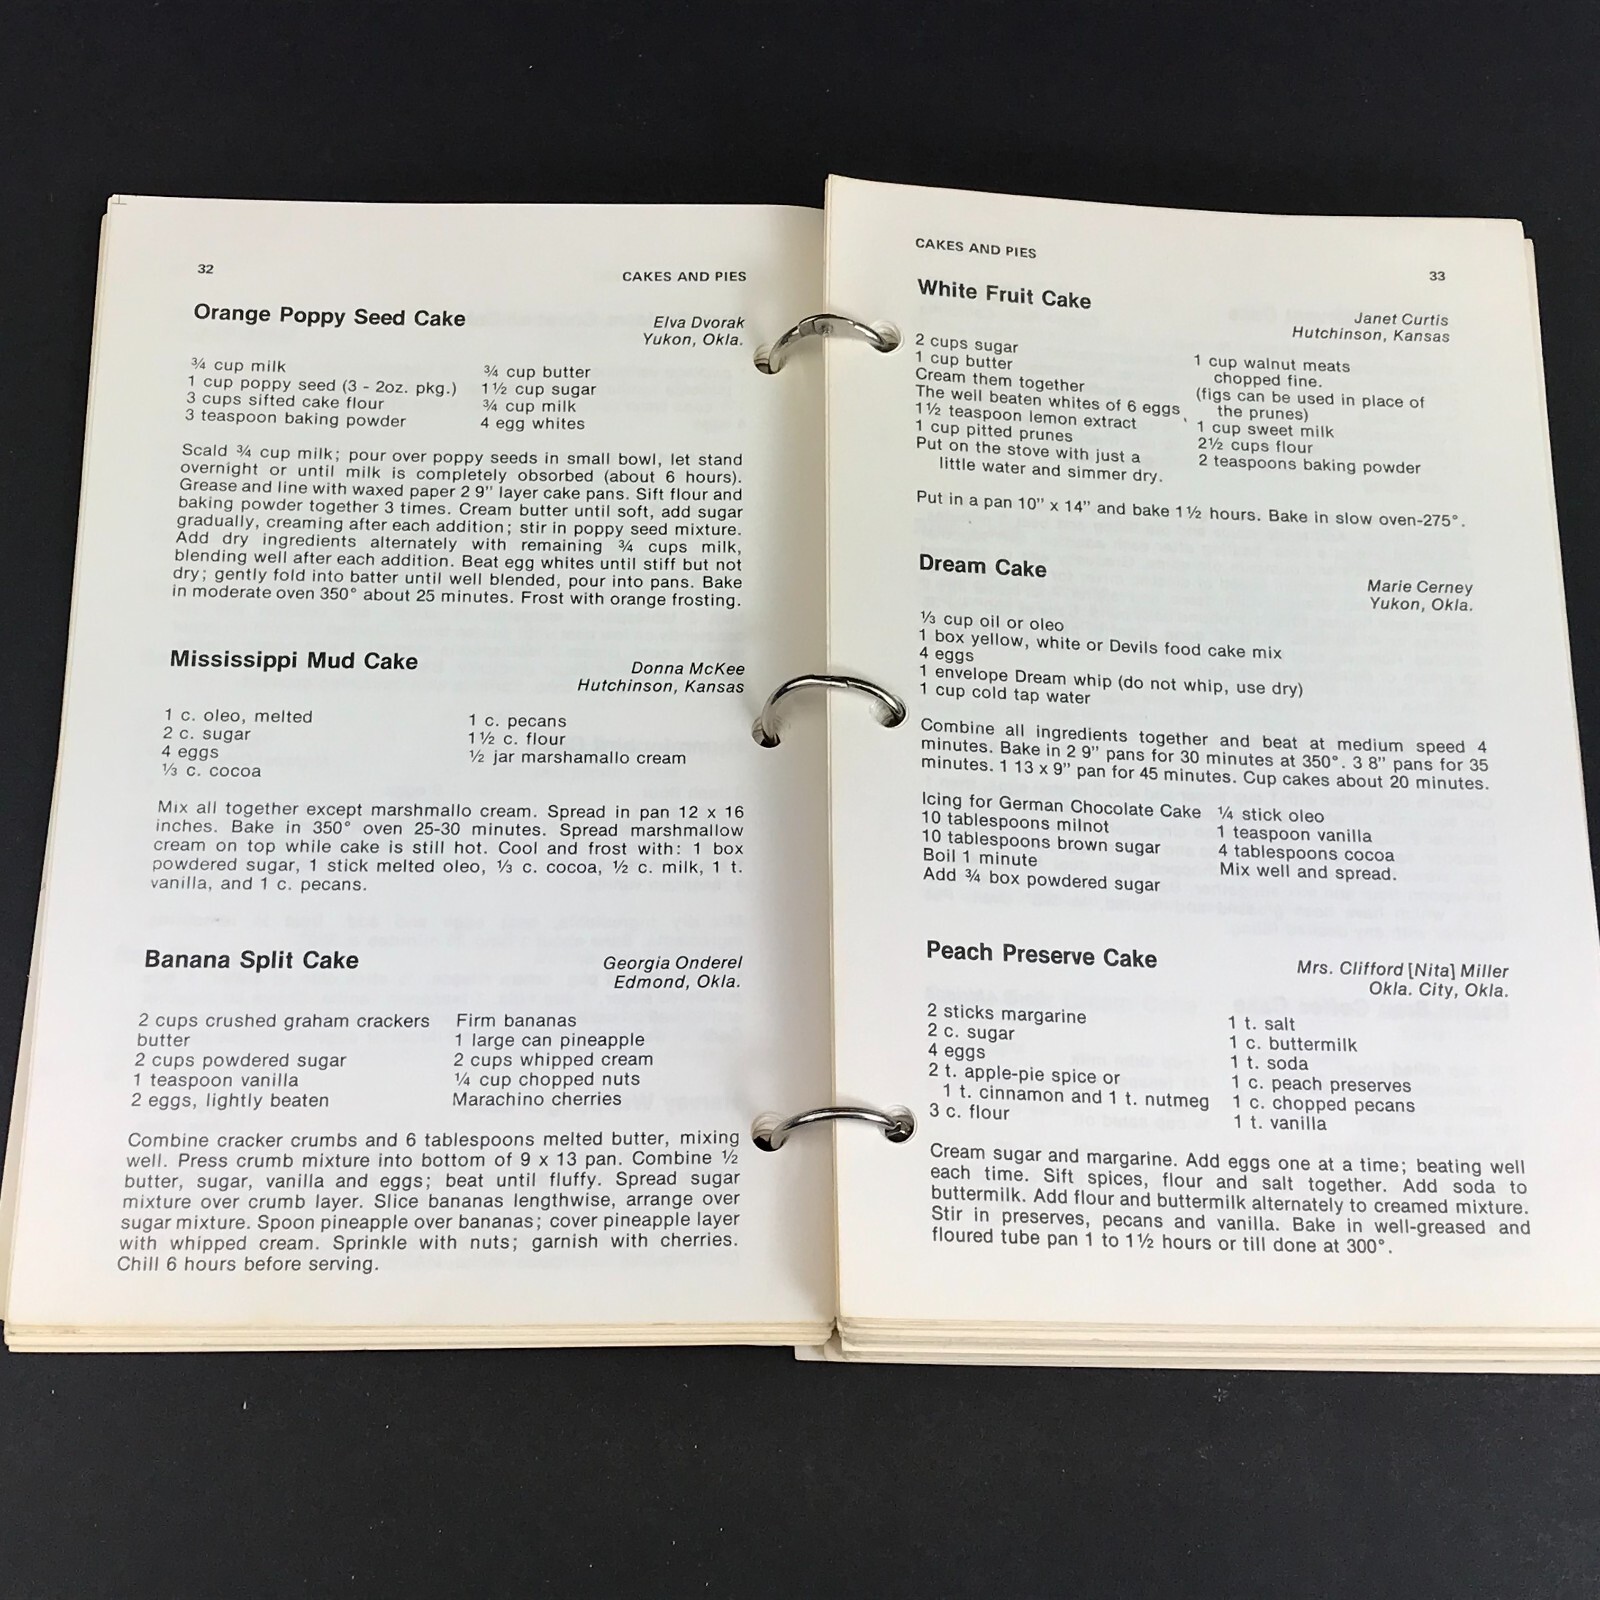 32
CAKES AND PIES
Orange Poppy Seed Cake
Elva Dvorak
Yukon, Okla.
¾ cup milk
1 cup poppy seed (3 - 2oz. pkg.)
3 cups sifted cake flour
3 teaspoon baking powder
¾ cup butter
1½ cup sugar
¾ cup milk
4 egg whites
Scald ¾ cup milk; pour over poppy seeds in small bowl, let stand
overnight or until milk is completely obsorbed (about 6 hours).
Grease and line with waxed paper 2 9" layer cake pans. Sift flour and
baking powder together 3 times. Cream butter until soft, add sugar
gradually, creaming after each addition; stir in poppy seed mixture.
Add dry ingredients alternately with remaining ¾ cups milk,
blending well after each addition. Beat egg whites until stiff but not
dry; gently fold into batter until well blended, pour into pans. Bake
in moderate oven 350° about 25 minutes. Frost with orange frosting.
Mississippi Mud Cake
Donna McKee
Hutchinson, Kansas
1 c. oleo, melted
2 c. sugar
4 eggs
⅓ c. cocoa
1 c. pecans
1½ c. flour
½ jar marshamallo cream
Mix all together except marshmallo cream. Spread in pan 12 x 16
inches. Bake in 350° oven 25-30 minutes. Spread marshmallow
cream on top while cake is still hot. Cool and frost with: 1 box
powdered sugar, 1 stick melted oleo, ⅓ c. cocoa, ½ c. milk, 1 t.
vanilla, and 1 c. pecans.
Banana Split Cake
Georgia Onderel
Edmond, Okla.
2 cups crushed graham crackers
butter
2 cups powdered sugar
1 teaspoon vanilla
2 eggs, lightly beaten
Firm bananas
1 large can pineapple
2 cups whipped cream
¼ cup chopped nuts
Marachino cherries
Combine cracker crumbs and 6 tablespoons melted butter, mixing
well. Press crumb mixture into bottom of 9 x 13 pan. Combine ½
butter, sugar, vanilla and eggs; beat until fluffy. Spread sugar
mixture over crumb layer. Slice bananas lengthwise, arrange over
sugar mixture. Spoon pineapple over bananas; cover pineapple layer
with whipped cream. Sprinkle with nuts; garnish with cherries.
Chill 6 hours before serving.
CAKES AND PIES
33
White Fruit Cake
Janet Curtis
Hutchinson, Kansas
2 cups sugar
1 cup butter
Cream them together
The well beaten whites of 6 eggs
1½ teaspoon lemon extract
1 cup pitted prunes
Put on the stove with just a
little water and simmer dry.
1 cup walnut meats
chopped fine.
(figs can be used in place of
the prunes)
1 cup sweet milk
2½ cups flour
2 teaspoons baking powder
Put in a pan 10" x 14" and bake 1½ hours. Bake in slow oven-275°.
Dream Cake
Marie Cerney
Yukon, Okla.
⅓ cup oil or oleo
1 box yellow, white or Devils food cake mix
4 eggs
1 envelope Dream whip (do not whip, use dry)
1 cup cold tap water
Combine all ingredients together and beat at medium speed 4
minutes. Bake in 2 9" pans for 30 minutes at 350°. 3 8" pans for 35
minutes. 1 13 x 9" pan for 45 minutes. Cup cakes about 20 minutes.
Icing for German Chocolate Cake
10 tablespoons milnot
10 tablespoons brown sugar
Boil 1 minute
Add ¾ box powdered sugar
¼ stick oleo
1 teaspoon vanilla
4 tablespoons cocoa
Mix well and spread.
Peach Preserve Cake
Mrs. Clifford [Nita] Miller
Okla. City, Okla.
2 sticks margarine
2 c. sugar
4 eggs
2 t. apple-pie spice or
1 t. cinnamon and 1 t. nutmeg
3 c. flour
1 t. salt
1 c. buttermilk
1 t. soda
1 c. peach preserves
1 c. chopped pecans
1 t. vanilla
Cream sugar and margarine. Add eggs one at a time; beating well
each time. Sift spices, flour and salt together. Add soda to
buttermilk. Add flour and buttermilk alternately to creamed mixture.
Stir in preserves, pecans and vanilla. Bake in well-greased and
floured tube pan 1 to 1½ hours or till done at 300°.